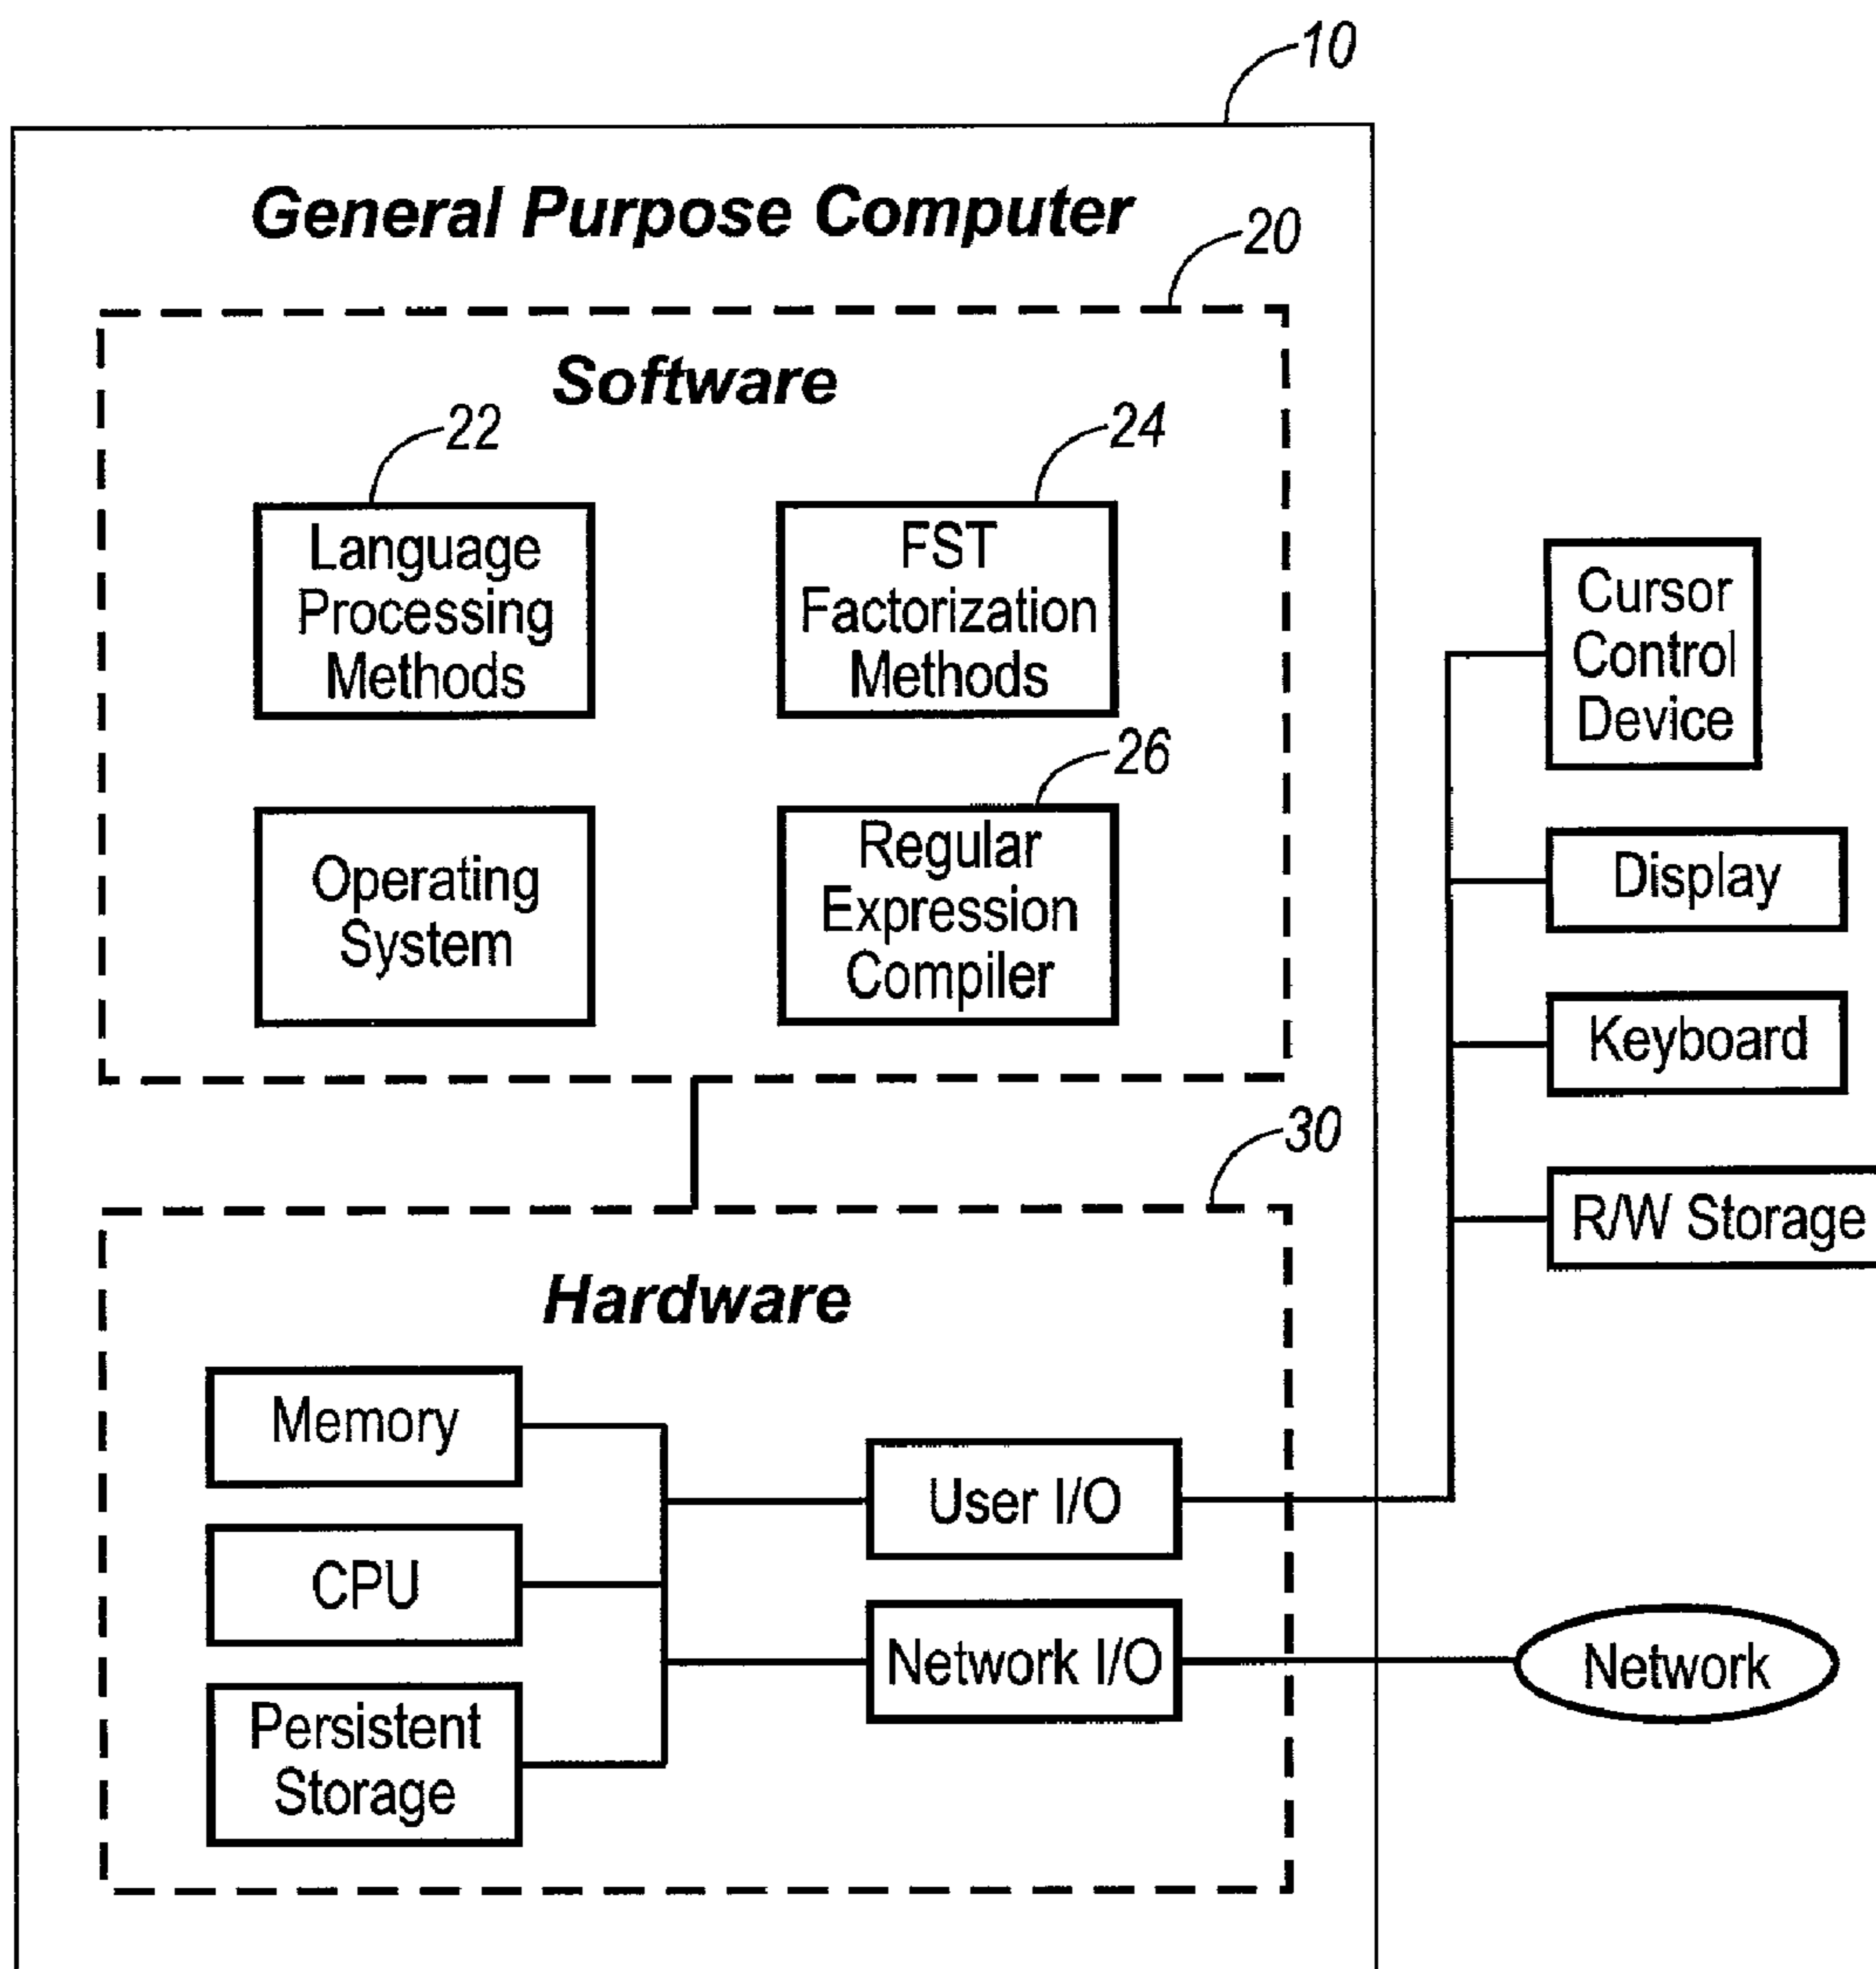 10
General Purpose Computer
20
Software
22
24
Language
Processing
Methods
FST
Factorization
Methods
26
Operating
System
Regular
Expression
Compiler
Cursor
Control
Device
Display
Keyboard
R/W Storage
30
Hardware
Memory
CPU
Persistent
Storage
User I/O
Network I/O
Network